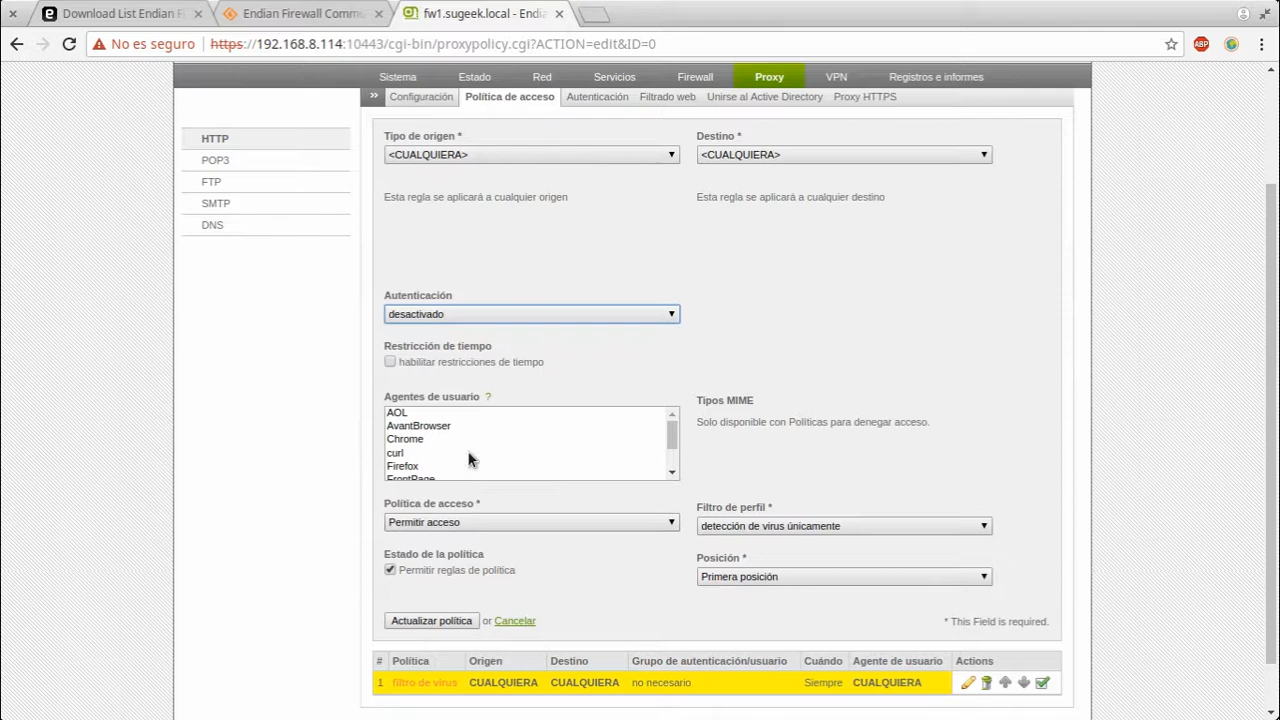 Download List Endian Fi
Endian Firewall Commu
fw1.sugeek.local - Endia
No es seguro
https://192.168.8.114:10443/cgi-bin/proxypolicy.cgi?ACTION=edit&ID=0
ABP
Sistema Estado Red Servicios Firewall Proxy VPN Registros e informes
>> Configuración Política de acceso Autenticación Filtrado web Unirse al Active Directory Proxy HTTPS
HTTP
POP3
FTP
SMTP
DNS
Tipo de origen * Destino *
<CUALQUIERA> <CUALQUIERA>
Esta regla se aplicará a cualquier origen Esta regla se aplicará a cualquier destino
Autenticación
desactivado
Restricción de tiempo
habilitar restricciones de tiempo
Agentes de usuario ? Tipos MIME
AOL
AvantBrowser Solo disponible con Políticas para denegar acceso.
Chrome
curl
Firefox
FrontPage
Política de acceso * Filtro de perfil *
Permitir acceso detección de virus únicamente
Estado de la política Posición *
Permitir reglas de política Primera posición
Actualizar política or Cancelar * This Field is required.
# Política Origen Destino Grupo de autenticación/usuario Cuándo Agente de usuario Actions
1 filtro de virus CUALQUIERA CUALQUIERA no necesario Siempre CUALQUIERA